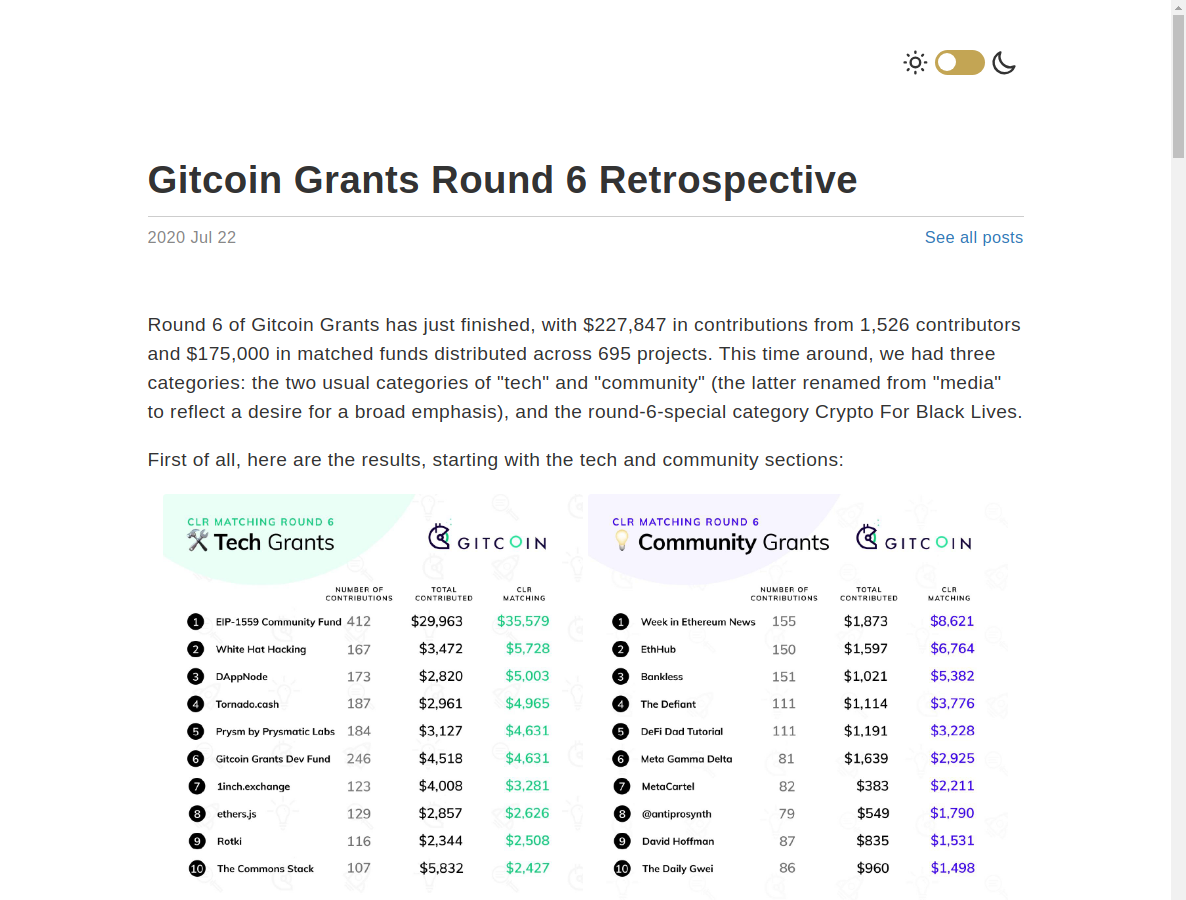 Gitcoin Grants Round 6 Retrospective
2020 Jul 22
See all posts
Round 6 of Gitcoin Grants has just finished, with $227,847 in contributions from 1,526 contributors
and $175,000 in matched funds distributed across 695 projects. This time around, we had three
categories: the two usual categories of "tech" and "community" (the latter renamed from "media"
to reflect a desire for a broad emphasis), and the round-6-special category Crypto For Black Lives.
First of all, here are the results, starting with the tech and community sections:
CLR MATCHING ROUND 6
Tech Grants
GITCOIN
NUMBER OF CONTRIBUTIONS TOTAL CONTRIBUTED CLR MATCHING
1 EIP-1559 Community Fund 412 $29,963 $35,579
2 White Hat Hacking 167 $3,472 $5,728
3 DAppNode 173 $2,820 $5,003
4 Tornado.cash 187 $2,961 $4,965
5 Prysm by Prysmatic Labs 184 $3,127 $4,631
6 Gitcoin Grants Dev Fund 246 $4,518 $4,631
7 1inch.exchange 123 $4,008 $3,281
8 ethers.js 129 $2,857 $2,626
9 Rotki 116 $2,344 $2,508
10 The Commons Stack 107 $5,832 $2,427
CLR MATCHING ROUND 6
Community Grants
GITCOIN
NUMBER OF CONTRIBUTIONS TOTAL CONTRIBUTED CLR MATCHING
1 Week in Ethereum News 155 $1,873 $8,621
2 EthHub 150 $1,597 $6,764
3 Bankless 151 $1,021 $5,382
4 The Defiant 111 $1,114 $3,776
5 DeFi Dad Tutorial 111 $1,191 $3,228
6 Meta Gamma Delta 81 $1,639 $2,925
7 MetaCartel 82 $383 $2,211
8 @antiprosynth 79 $549 $1,790
9 David Hoffman 87 $835 $1,531
10 The Daily Gwei 86 $960 $1,498